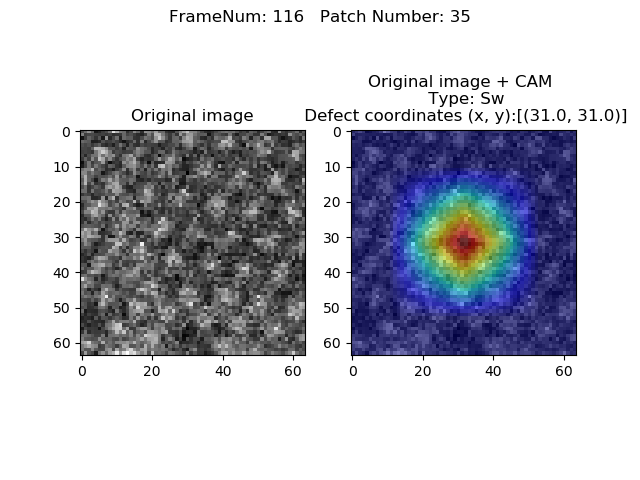 FrameNum: 116   Patch Number: 35
Original image
Original image + CAM
Type: Sw
Defect coordinates (x, y):[(31.0, 31.0)]
0
10
20
30
40
50
60
0 20 40 60
0
10
20
30
40
50
60
0 20 40 60